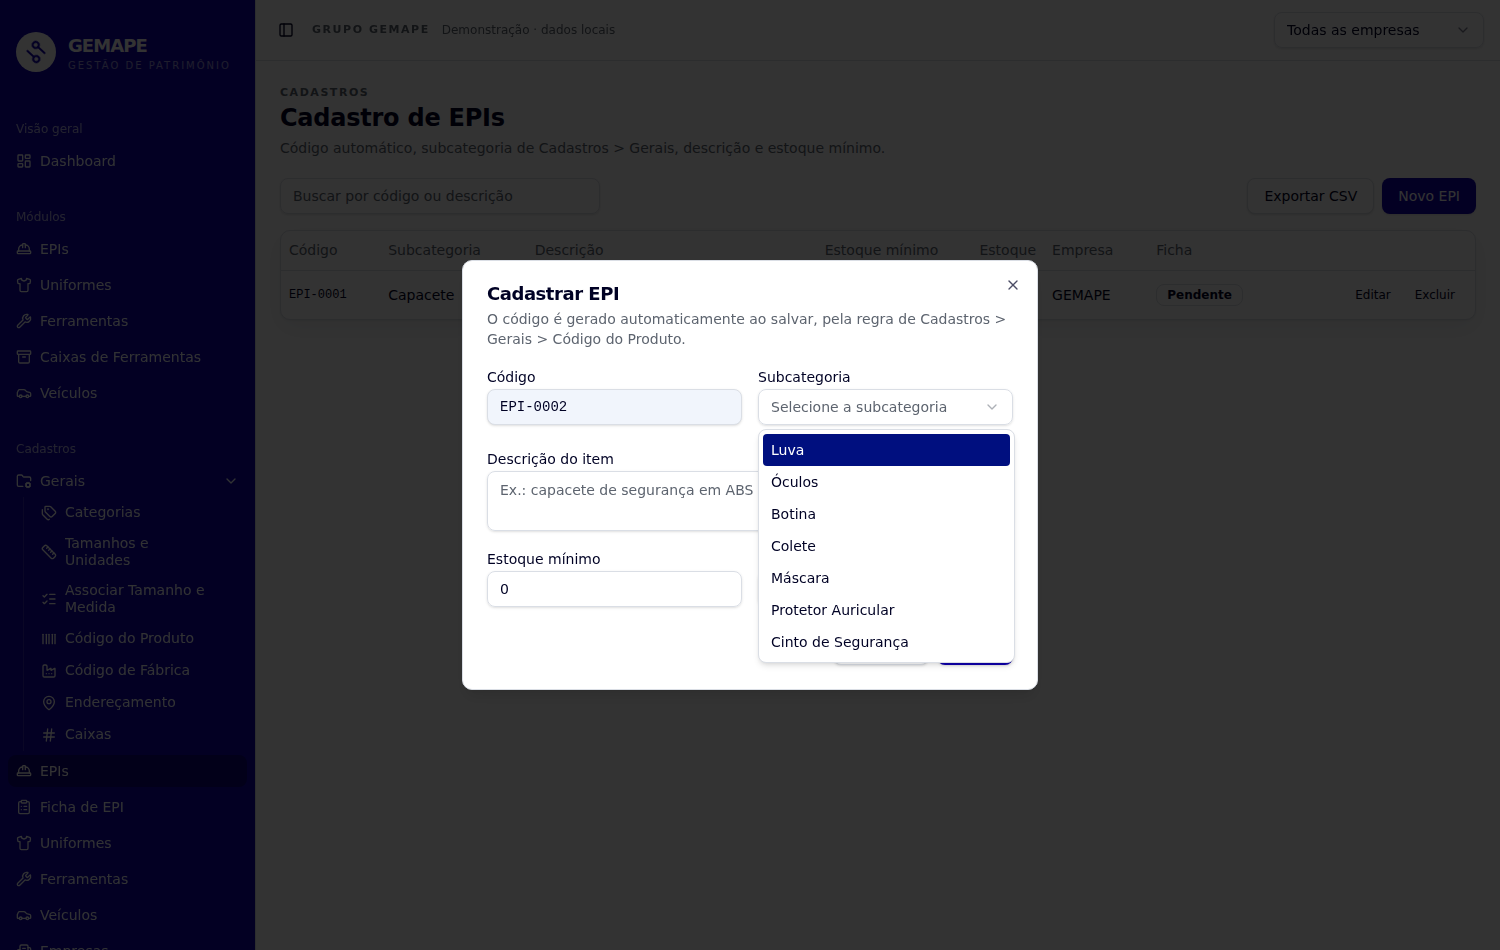 GEMAPE
GESTÃO DE PATRIMÔNIO
Visão geral
Dashboard
Módulos
EPIs
Uniformes
Ferramentas
Caixas de Ferramentas
Veículos
Cadastros
Gerais
Categorias
Tamanhos e
Unidades
Associar Tamanho e
Medida
Código do Produto
Código de Fábrica
Endereçamento
Caixas
EPIs
Ficha de EPI
Uniformes
Ferramentas
Veículos
Empresas
GRUPO GEMAPE Demonstração · dados locais
Todas as empresas
CADASTROS
Cadastro de EPIs
Código automático, subcategoria de Cadastros > Gerais, descrição e estoque mínimo.
Buscar por código ou descrição
Exportar CSV
Novo EPI
Código Subcategoria Descrição Estoque mínimo Estoque Empresa Ficha
EPI-0001 Capacete GEMAPE Pendente Editar Excluir
Cadastrar EPI
O código é gerado automaticamente ao salvar, pela regra de Cadastros >
Gerais > Código do Produto.
Código
EPI-0002
Subcategoria
Selecione a subcategoria
Luva
Óculos
Botina
Colete
Máscara
Protetor Auricular
Cinto de Segurança
Descrição do item
Ex.: capacete de segurança em ABS
Estoque mínimo
0